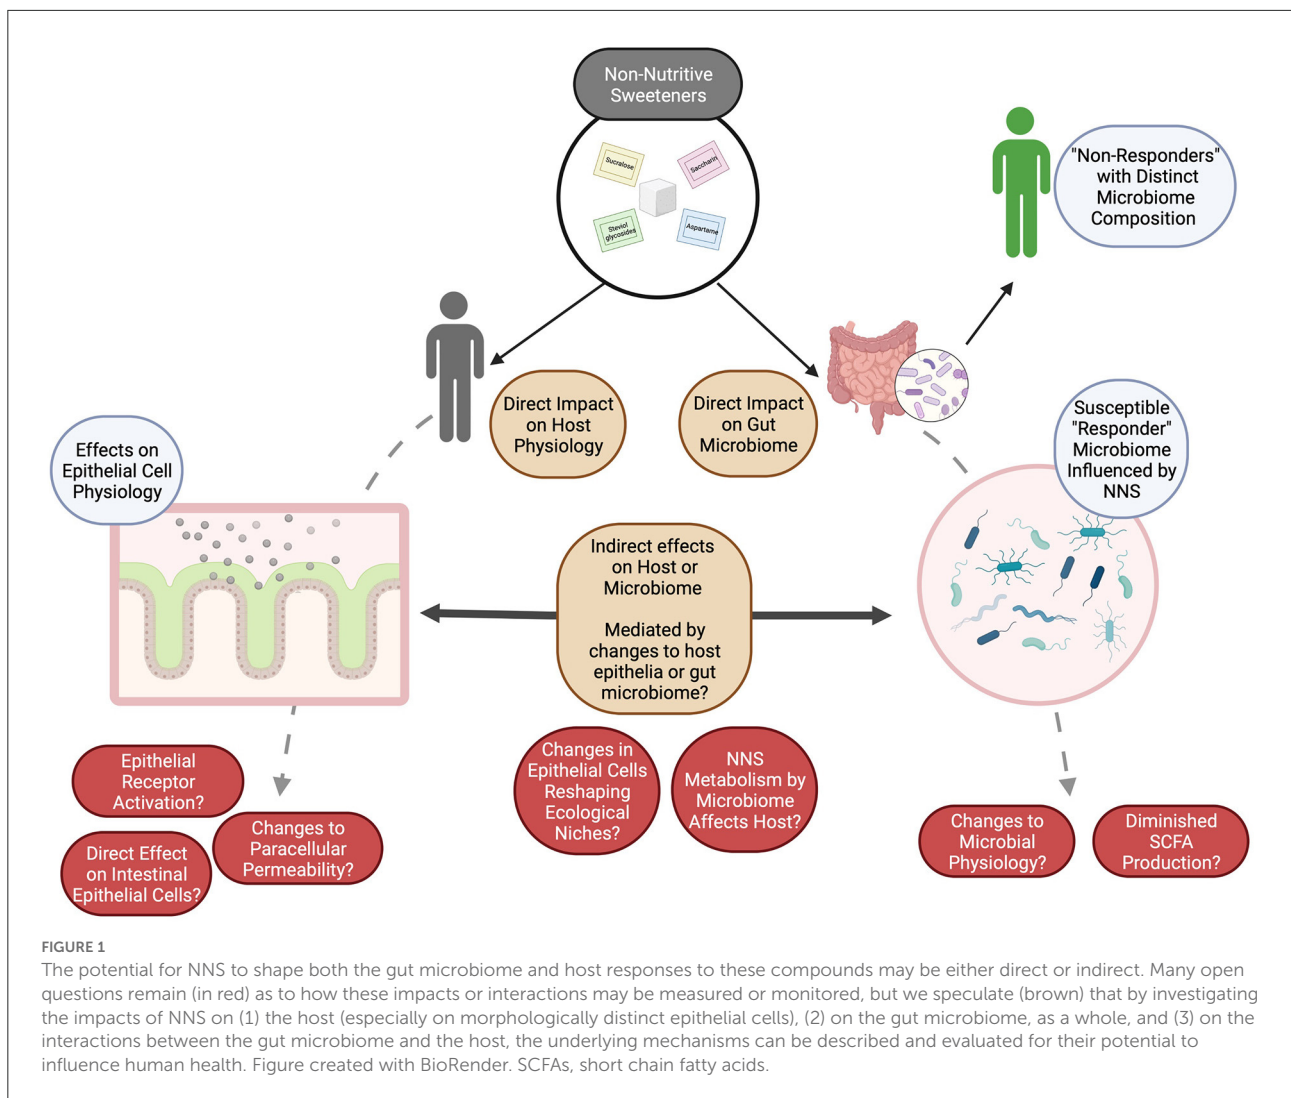 Non-Nutritive
Sweeteners
Sucralose
Saccharin
Steviol
glycosides
Aspartame
"Non-Responders"
with Distinct
Microbiome
Composition
Direct Impact
on Host
Physiology
Direct Impact
on Gut
Microbiome
Effects on
Epithelial Cell
Physiology
Susceptible
"Responder"
Microbiome
Influenced by
NNS
Indirect effects
on Host or
Microbiome
Mediated by
changes to host
epithelia or gut
microbiome?
Epithelial
Receptor
Activation?
Changes to
Paracellular
Permeability?
Direct Effect
on Intestinal
Epithelial Cells?
Changes in
Epithelial Cells
Reshaping
Ecological
Niches?
NNS
Metabolism by
Microbiome
Affects Host?
Changes to
Microbial
Physiology?
Diminished
SCFA
Production?
FIGURE 1
The potential for NNS to shape both the gut microbiome and host responses to these compounds may be either direct or indirect. Many open
questions remain (in red) as to how these impacts or interactions may be measured or monitored, but we speculate (brown) that by investigating
the impacts of NNS on (1) the host (especially on morphologically distinct epithelial cells), (2) on the gut microbiome, as a whole, and (3) on the
interactions between the gut microbiome and the host, the underlying mechanisms can be described and evaluated for their potential to
influence human health. Figure created with BioRender. SCFAs, short chain fatty acids.